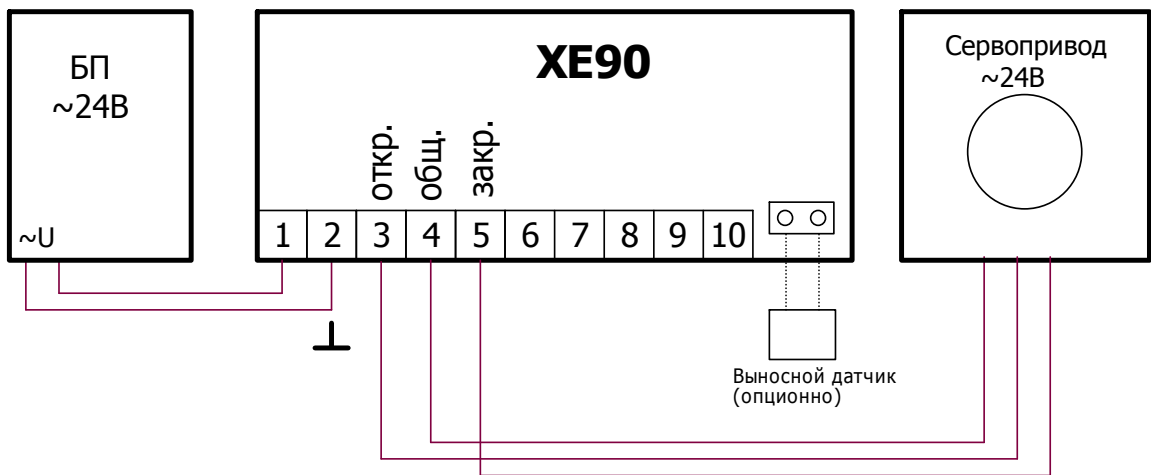 БП
~24В
~U
XE90
откр.
общ.
закр.
1 2 3 4 5 6 7 8 9 10
Выносной датчик
(опционно)
Сервопривод
~24В